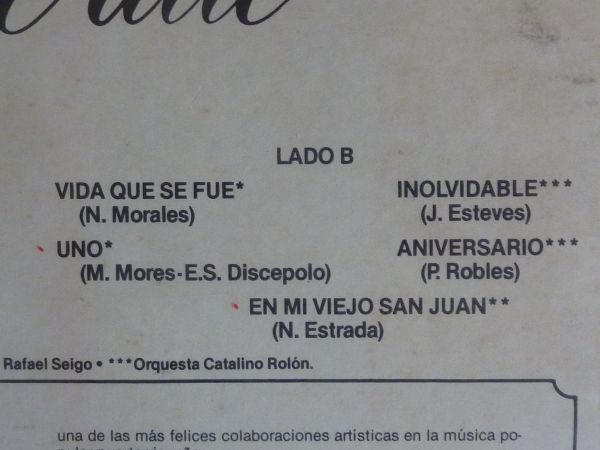 LADO B
VIDA QUE SE FUE*
(N. Morales)
UNO*
(M. Mores-E.S. Discepolo)
INOLVIDABLE***
(J. Esteves)
ANIVERSARIO***
(P. Robles)
EN MI VIEJO SAN JUAN**
(N. Estrada)
Rafael Seigo • ***Orquesta Catalino Rolón.
una de las más felices colaboraciones artísticas en la música po-